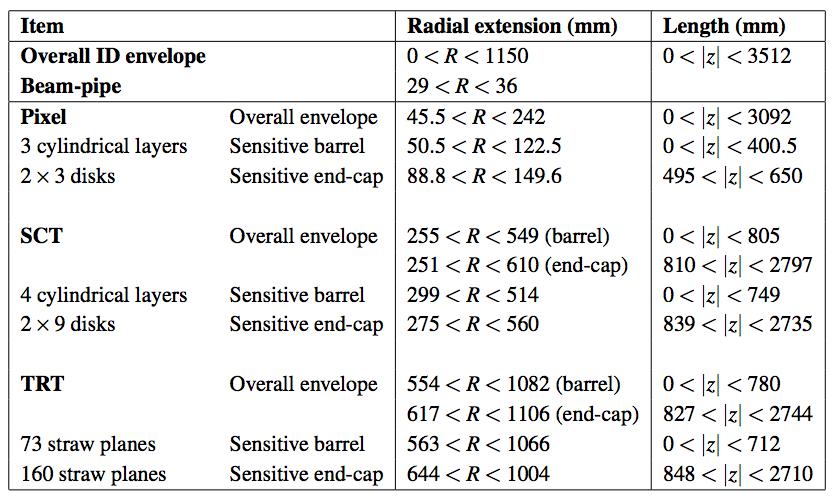 Item Radial extension (mm) Length (mm)
Overall ID envelope 0 < R < 1150 0 < |z| < 3512
Beam-pipe 29 < R < 36
Pixel Overall envelope 45.5 < R < 242 0 < |z| < 3092
3 cylindrical layers Sensitive barrel 50.5 < R < 122.5 0 < |z| < 400.5
2 × 3 disks Sensitive end-cap 88.8 < R < 149.6 495 < |z| < 650
SCT Overall envelope 255 < R < 549 (barrel) 0 < |z| < 805
251 < R < 610 (end-cap) 810 < |z| < 2797
4 cylindrical layers Sensitive barrel 299 < R < 514 0 < |z| < 749
2 × 9 disks Sensitive end-cap 275 < R < 560 839 < |z| < 2735
TRT Overall envelope 554 < R < 1082 (barrel) 0 < |z| < 780
617 < R < 1106 (end-cap) 827 < |z| < 2744
73 straw planes Sensitive barrel 563 < R < 1066 0 < |z| < 712
160 straw planes Sensitive end-cap 644 < R < 1004 848 < |z| < 2710